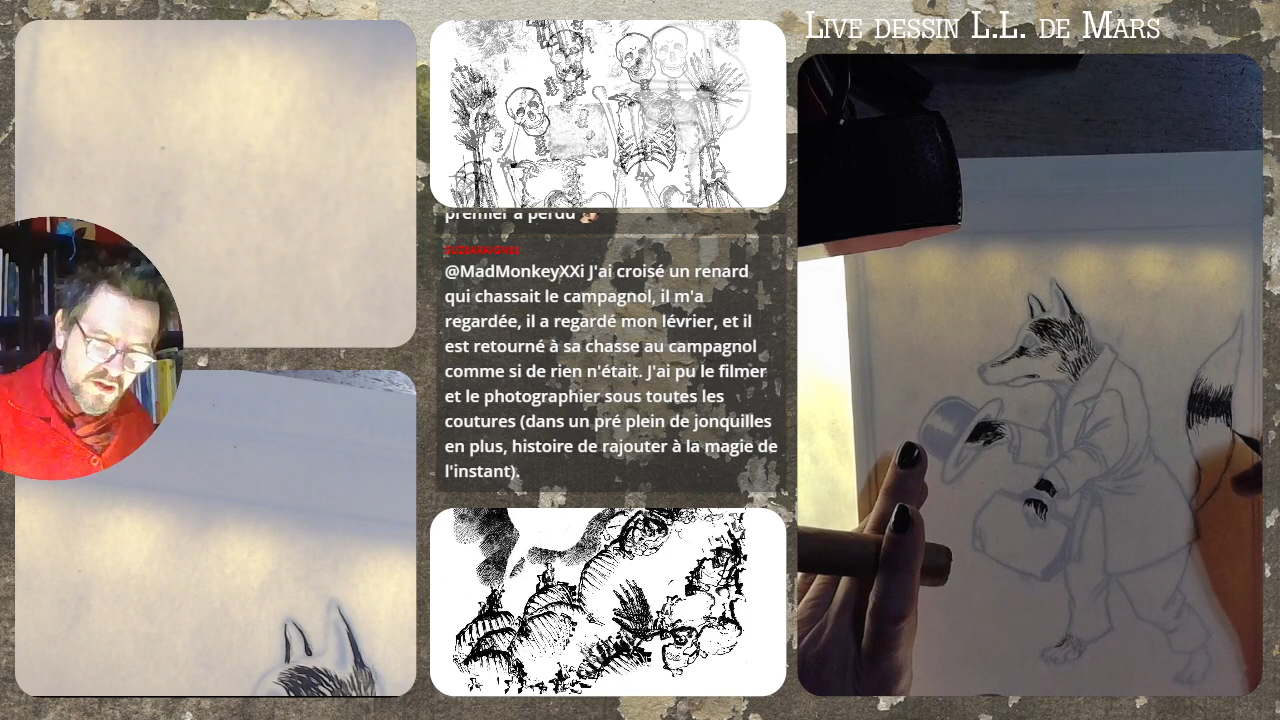 Live dessin L.L. de Mars
premier a perdu
@MadMonkeyXXi J'ai croisé un renard
qui chassait le campagnol, il m'a
regardée, il a regardé mon lévrier, et il
est retourné à sa chasse au campagnol
comme si de rien n'était. J'ai pu le filmer
et le photographier sous toutes les
coutures (dans un pré plein de jonquilles
en plus, histoire de rajouter à la magie de
l'instant).